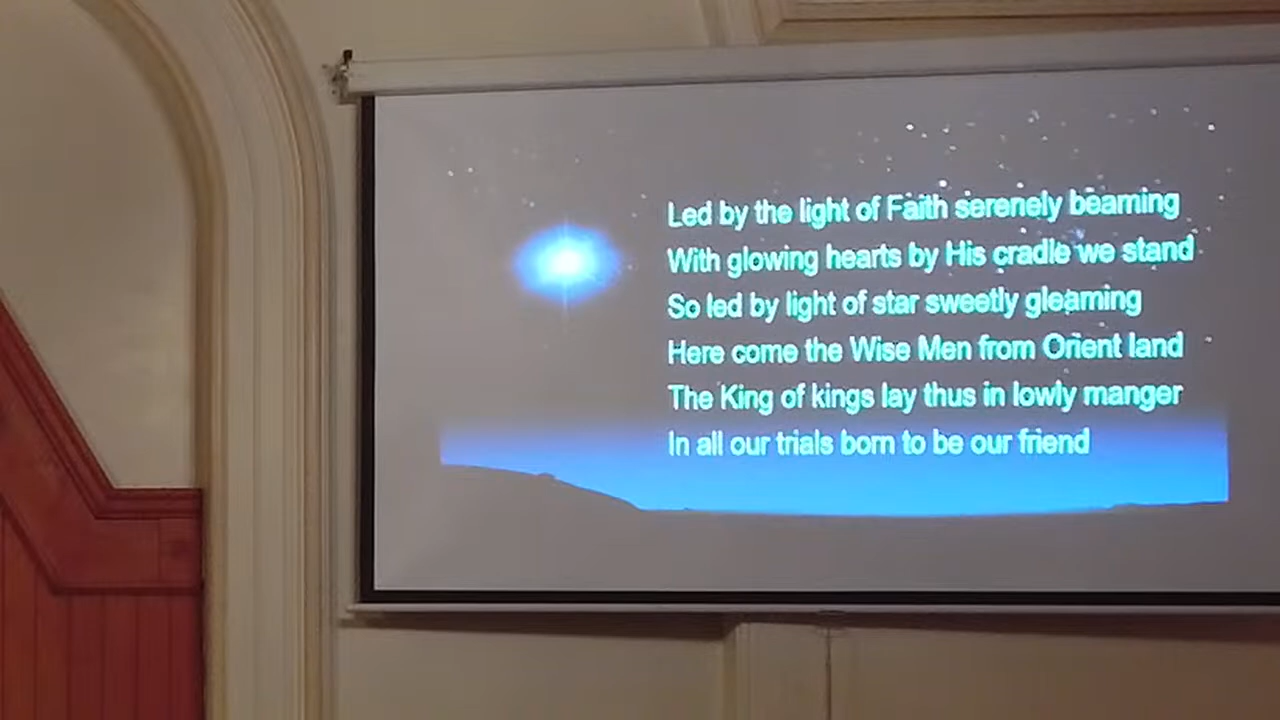 Led by the light of Faith serenely beaming
With glowing hearts by His cradle we stand
So led by light of star sweetly gleaming
Here come the Wise Men from Orient land
The King of kings lay thus in lowly manger
In all our trials born to be our friend